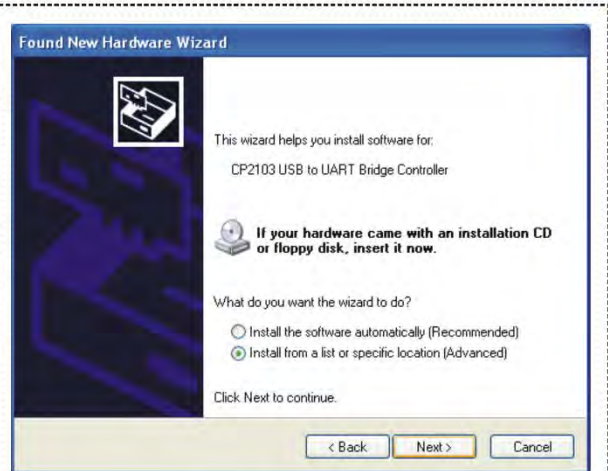 Found New Hardware Wizard
This wizard helps you install software for:
CP2103 USB to UART Bridge Controller
If your hardware came with an installation CD
or floppy disk, insert it now.
What do you want the wizard to do?
Install the software automatically (Recommended)
Install from a list or specific location (Advanced)
Click Next to continue.
< Back
Next >
Cancel